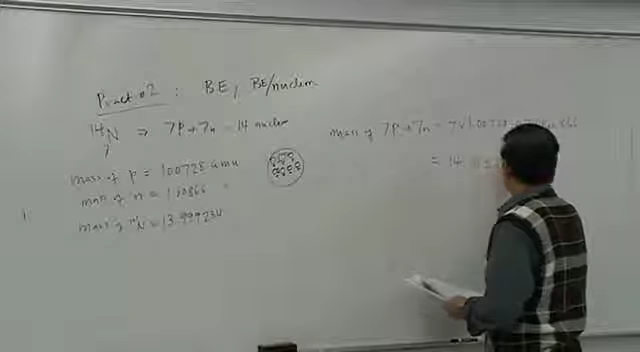 Practice 2 : BE, BE/nucleon
14N ⇒ 7P + 7n = 14 nucleon
mass of P = 1.00728 amu
mass of n = 1.00866
mass of 14N = 13.999234
mass of 7P + 7n = 7 × 1.00728
= 14